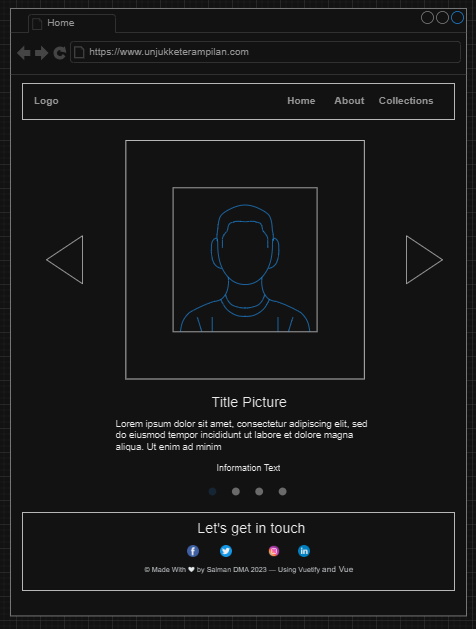 Home
https://www.unjukketerampilan.com
Logo Home About Collections
Title Picture
Lorem ipsum dolor sit amet, consectetur adipiscing elit, sed
do eiusmod tempor incididunt ut labore et dolore magna
aliqua. Ut enim ad minim
Information Text
Let's get in touch
© Made With ❤ by Salman DMA 2023 — Using Vuetify and Vue